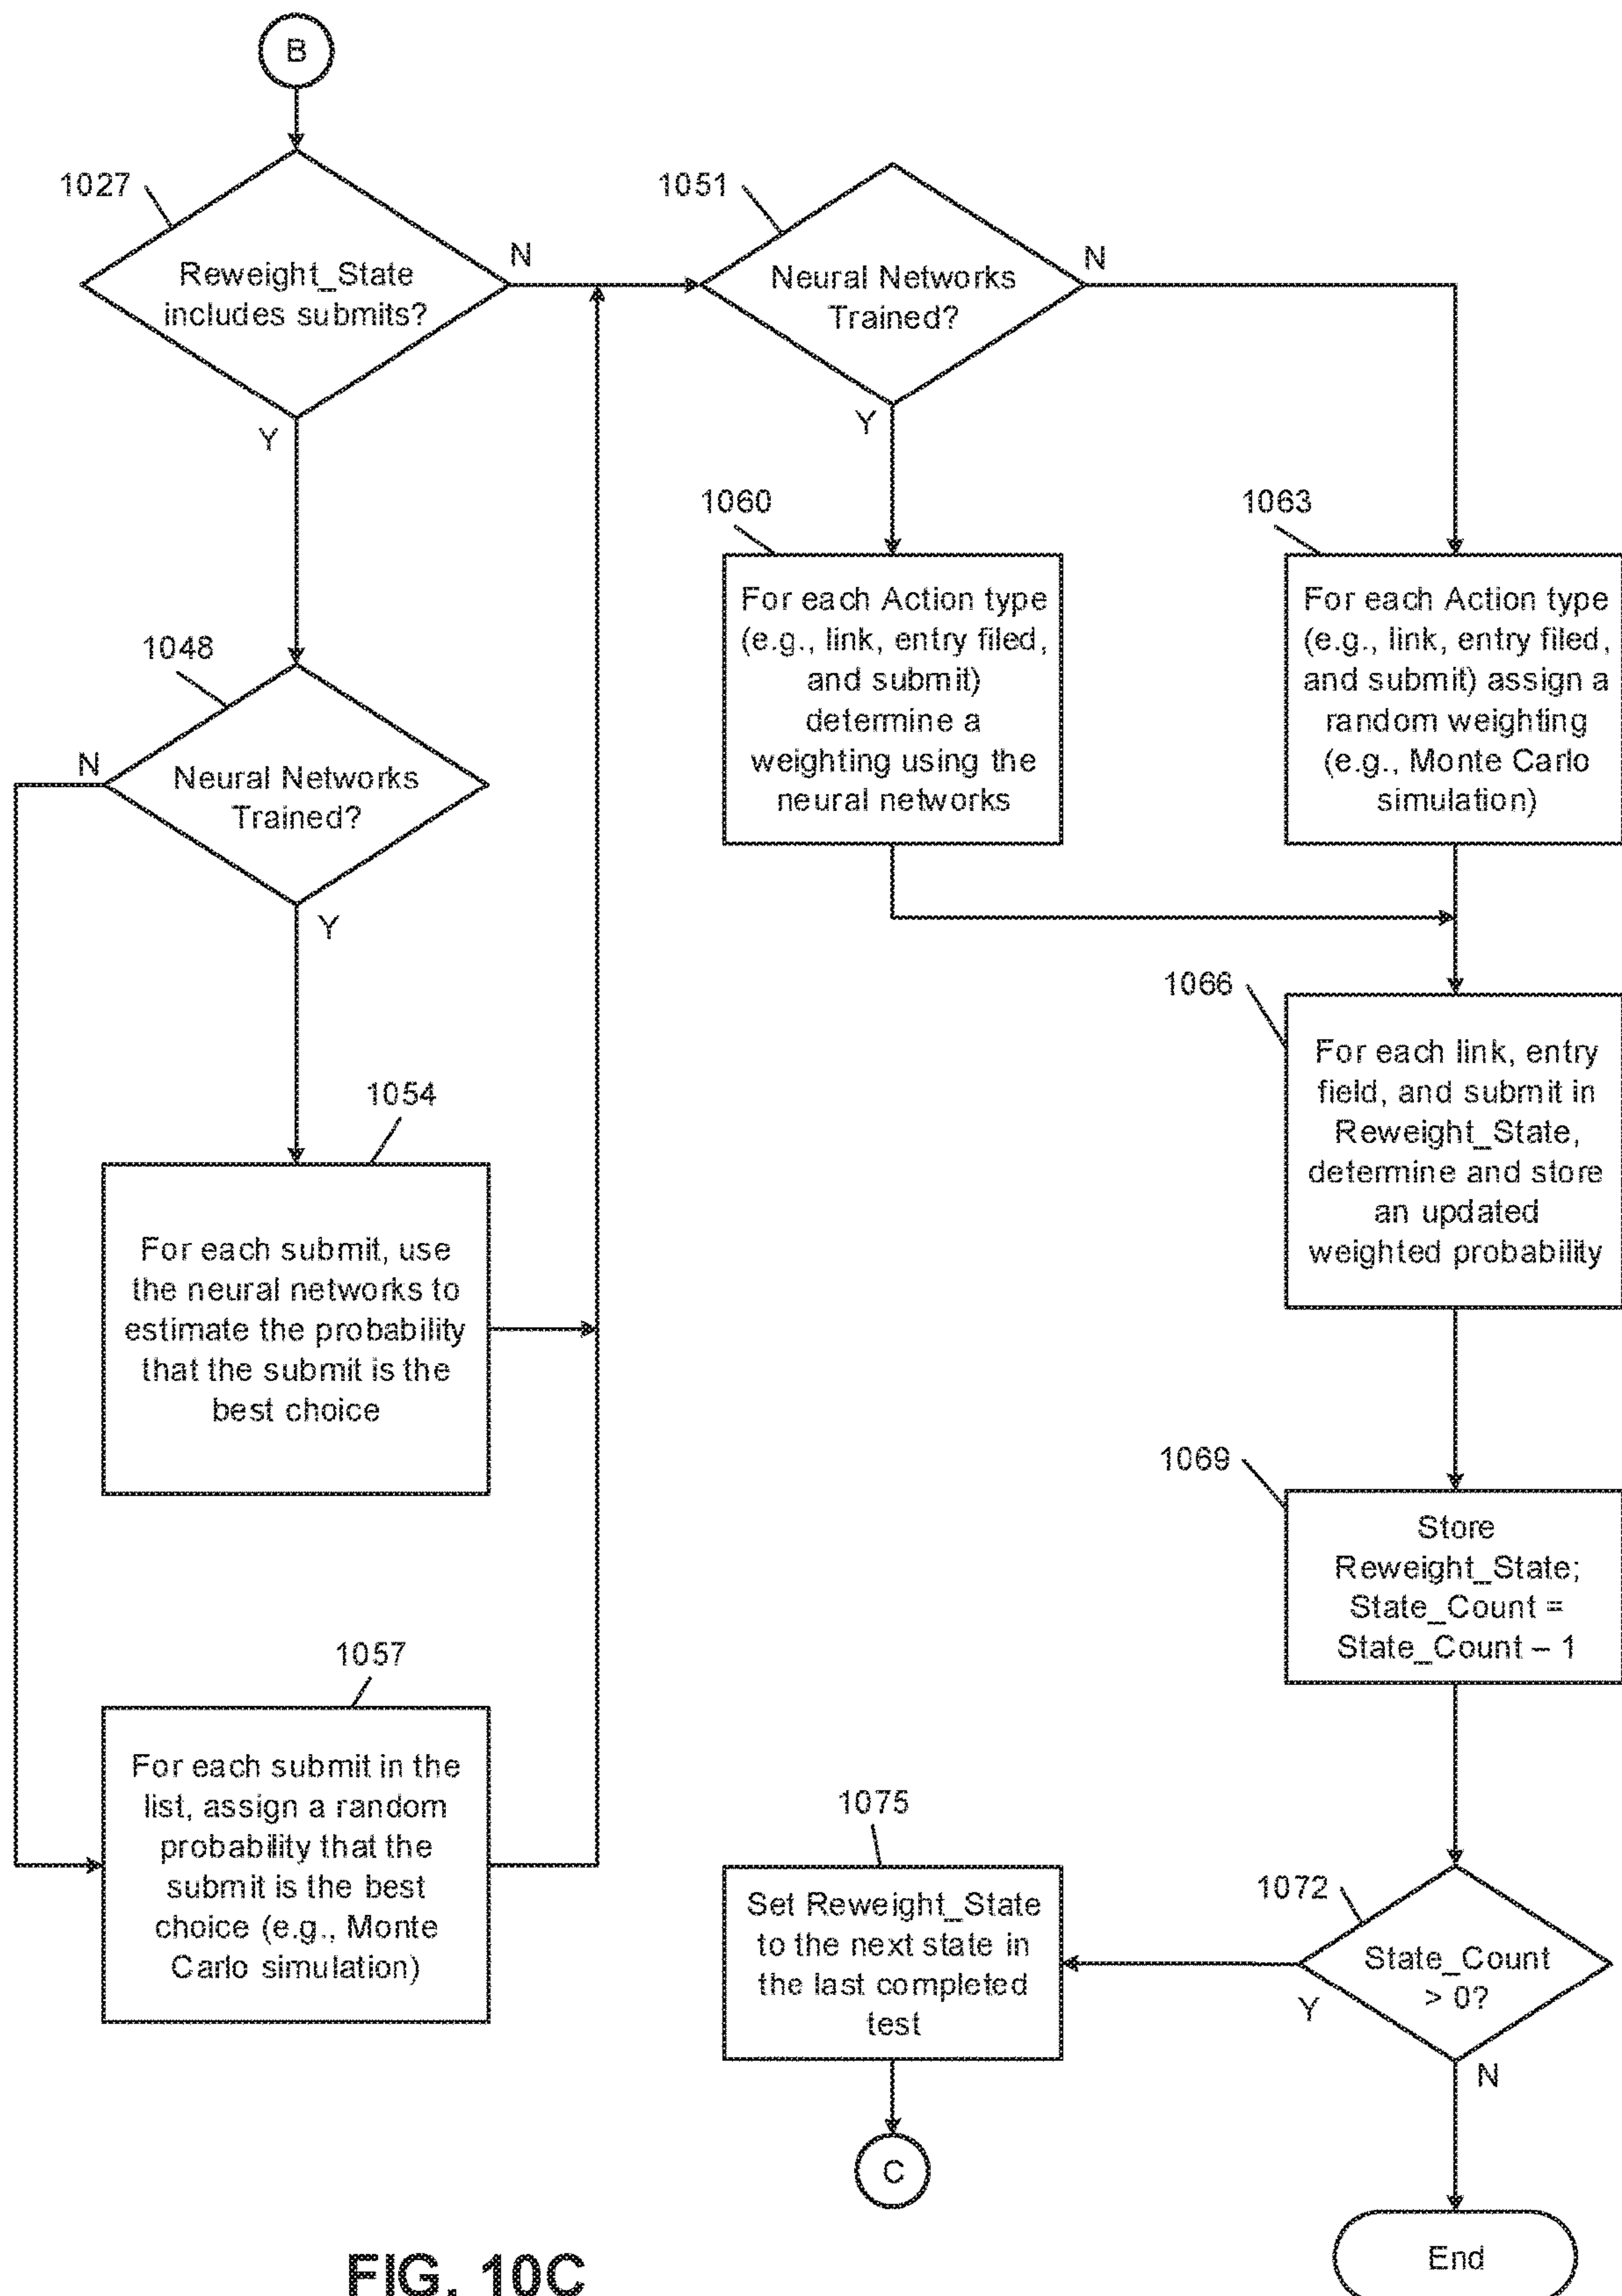 B
1027
Reweight_State
includes submits?
N
Y
1051
Neural Networks
Trained?
N
Y
1048
Neural Networks
Trained?
N
Y
1054
For each submit, use
the neural networks to
estimate the probability
that the submit is the
best choice
1057
For each submit in the
list, assign a random
probability that the
submit is the best
choice (e.g., Monte
Carlo simulation)
1060
For each Action type
(e.g., link, entry filed,
and submit)
determine a
weighting using the
neural networks
1063
For each Action type
(e.g., link, entry filed,
and submit) assign a
random weighting
(e.g., Monte Carlo
simulation)
1066
For each link, entry
field, and submit in
Reweight_State,
determine and store
an updated
weighted probability
1069
Store
Reweight_State;
State_Count =
State_Count – 1
1072
State_Count
> 0?
Y
N
1075
Set Reweight_State
to the next state in
the last completed
test
C
End
FIG. 10C